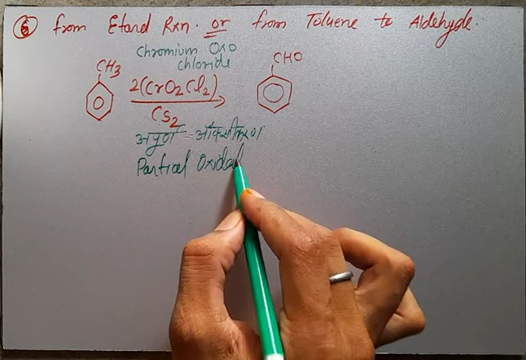 6 from Etard Rxn. or from Toluene to Aldehyde.
Chromium Oxo
chloride
CH3
2(CrO2Cl2)
CS2
CHO
अपूर्ण ऑक्सीकरण
Partial Oxidat